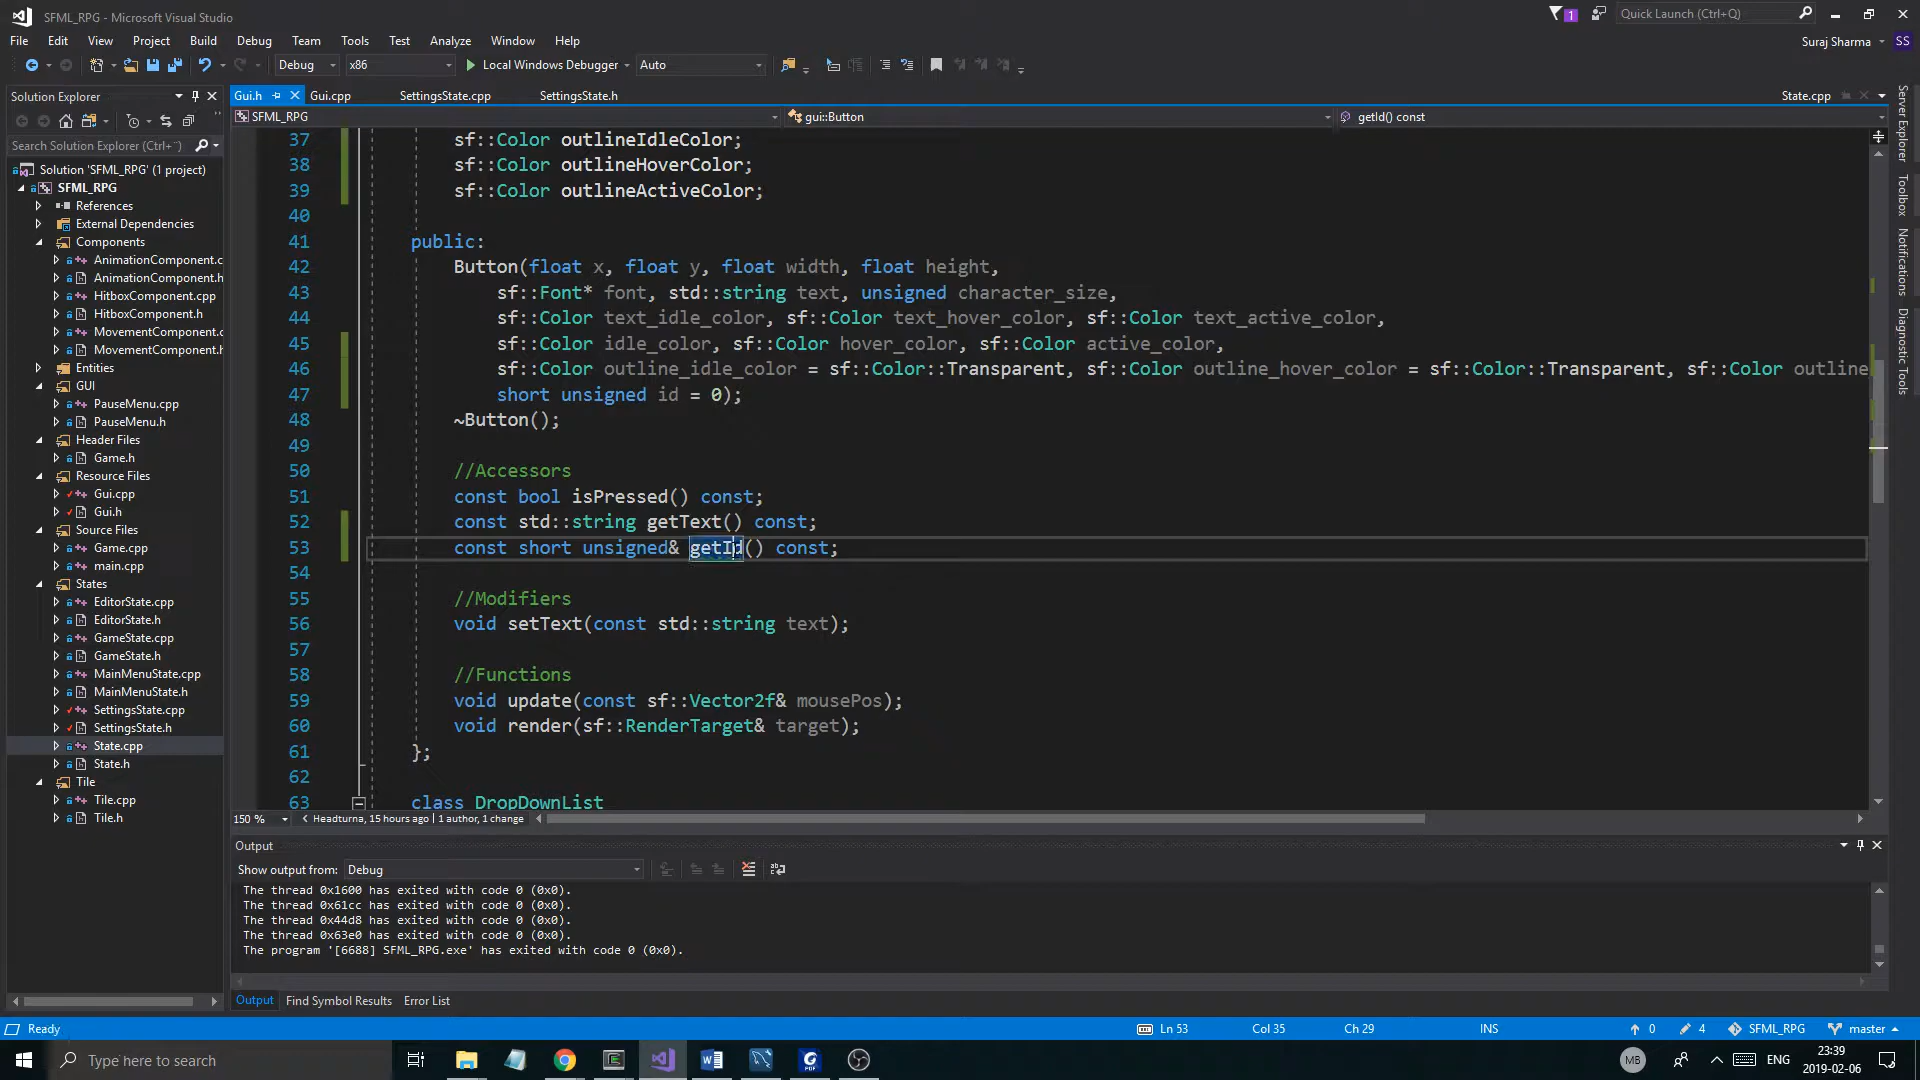 SFML_RPG - Microsoft Visual Studio
1
Quick Launch (Ctrl+Q)
File Edit View Project Build Debug Team Tools Test Analyze Window Help
Suraj Sharma
SS
Debug
x86
Local Windows Debugger
Auto
Solution Explorer
Search Solution Explorer (Ctrl+¨)
Solution 'SFML_RPG' (1 project)
SFML_RPG
References
External Dependencies
Components
AnimationComponent.c
AnimationComponent.h
HitboxComponent.cpp
HitboxComponent.h
MovementComponent.c
MovementComponent.h
Entities
GUI
PauseMenu.cpp
PauseMenu.h
Header Files
Game.h
Resource Files
Gui.cpp
Gui.h
Source Files
Game.cpp
main.cpp
States
EditorState.cpp
EditorState.h
GameState.cpp
GameState.h
MainMenuState.cpp
MainMenuState.h
SettingsState.cpp
SettingsState.h
State.cpp
State.h
Tile
Tile.cpp
Tile.h
Gui.h Gui.cpp SettingsState.cpp SettingsState.h State.cpp
SFML_RPG gui::Button getId() const
37 sf::Color outlineIdleColor;
38 sf::Color outlineHoverColor;
39 sf::Color outlineActiveColor;
40
41 public:
42 Button(float x, float y, float width, float height,
43 sf::Font* font, std::string text, unsigned character_size,
44 sf::Color text_idle_color, sf::Color text_hover_color, sf::Color text_active_color,
45 sf::Color idle_color, sf::Color hover_color, sf::Color active_color,
46 sf::Color outline_idle_color = sf::Color::Transparent, sf::Color outline_hover_color = sf::Color::Transparent, sf::Color outline
47 short unsigned id = 0);
48 ~Button();
49
50 //Accessors
51 const bool isPressed() const;
52 const std::string getText() const;
53 const short unsigned& getId() const;
54
55 //Modifiers
56 void setText(const std::string text);
57
58 //Functions
59 void update(const sf::Vector2f& mousePos);
60 void render(sf::RenderTarget& target);
61 };
62
63 class DropDownList
150 %
Headturna, 15 hours ago | 1 author, 1 change
Server Explorer
Toolbox
Notifications
Diagnostic Tools
Output
Show output from: Debug
The thread 0x1600 has exited with code 0 (0x0).
The thread 0x61cc has exited with code 0 (0x0).
The thread 0x44d8 has exited with code 0 (0x0).
The thread 0x63e0 has exited with code 0 (0x0).
The program '[6688] SFML_RPG.exe' has exited with code 0 (0x0).
Output Find Symbol Results Error List
Ready
Ln 53 Col 35 Ch 29 INS 0 4 SFML_RPG master
Type here to search
MB
ENG
23:39
2019-02-06